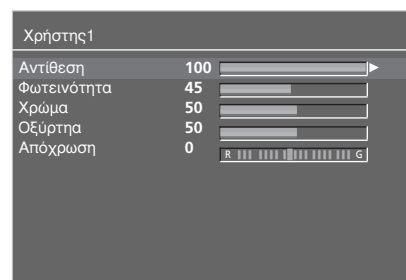 Χρήστης1
Αντίθεση 100
Φωτεινότητα 45
Χρώμα 50
Οξύρτηα 50
Απόχρωση 0 R G